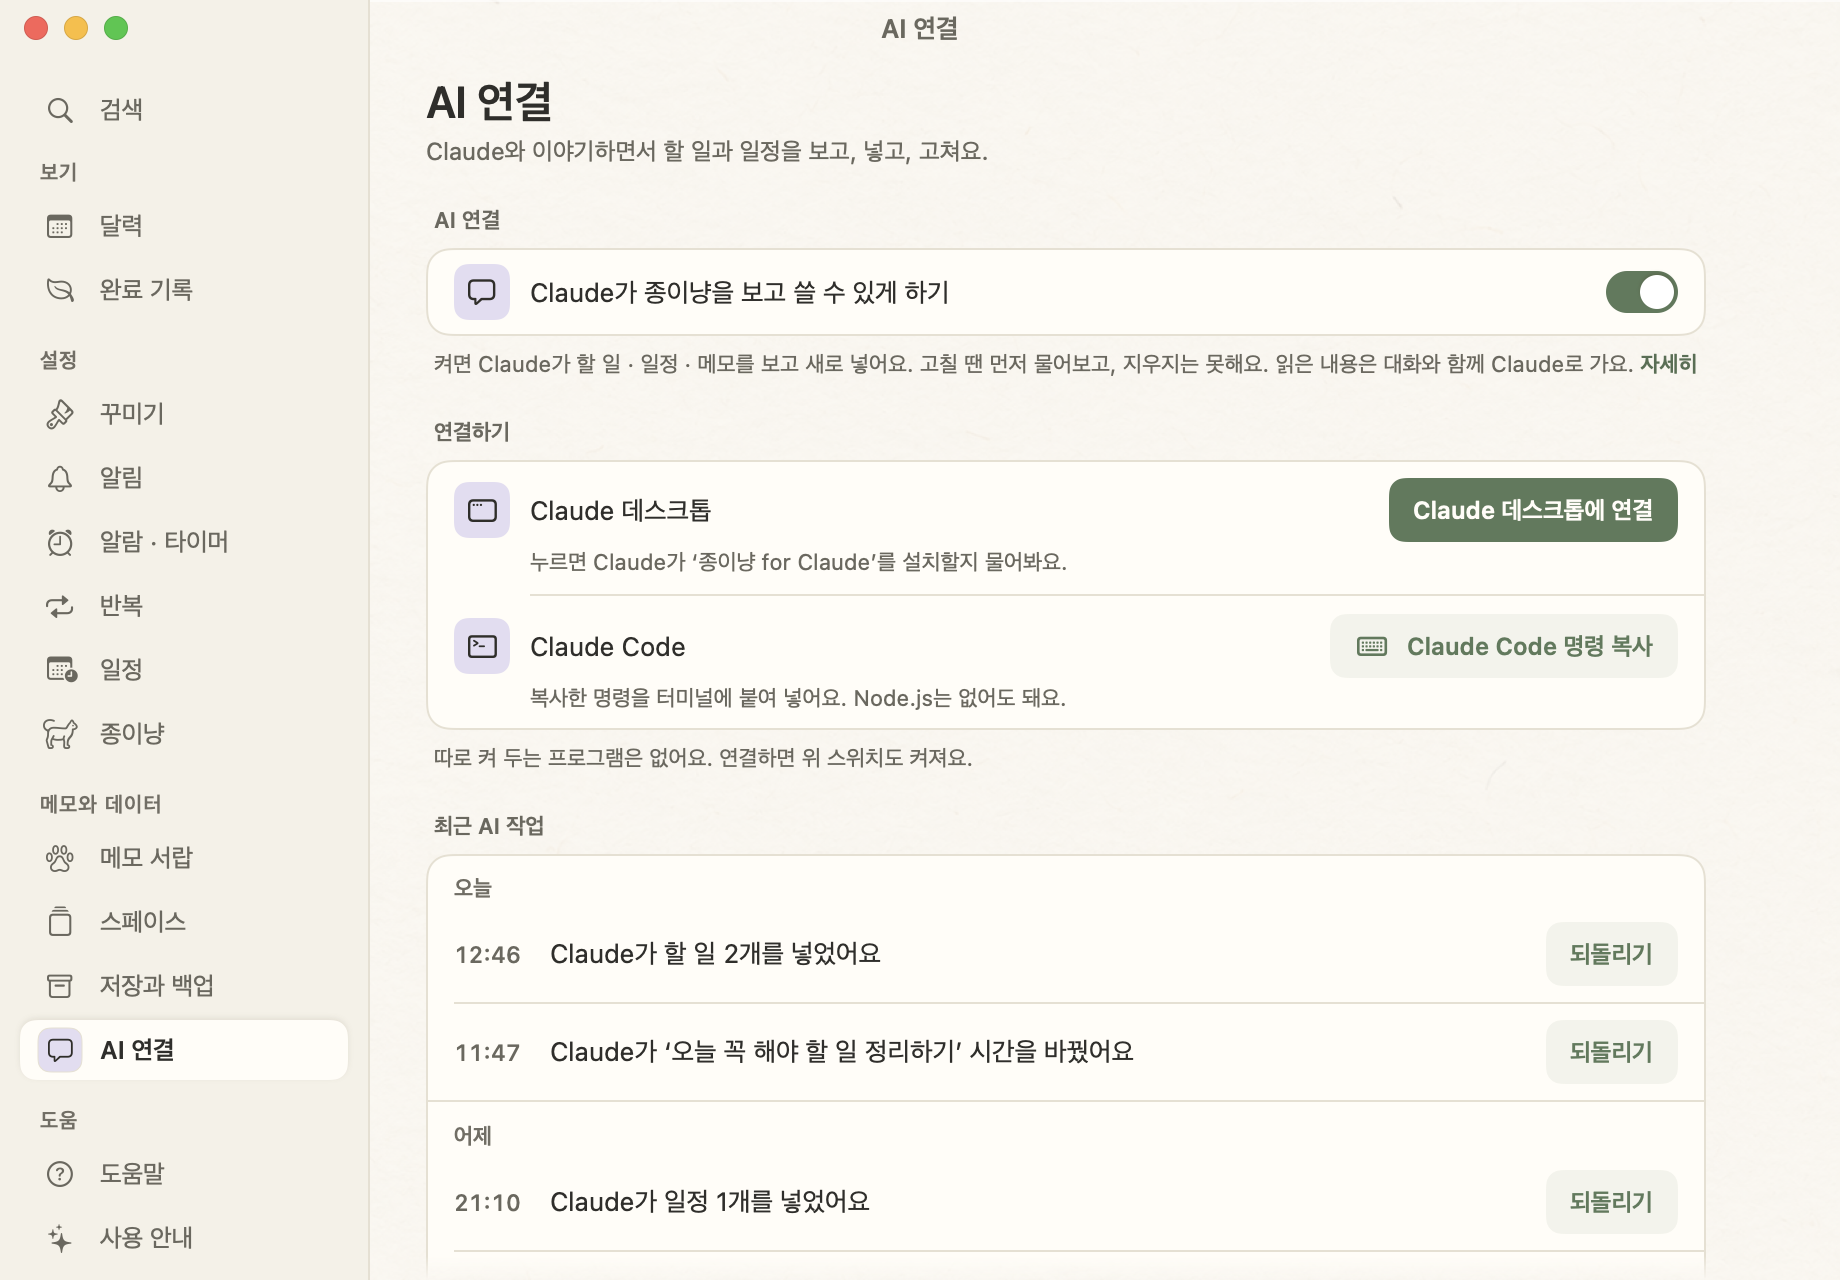 AI 연결
검색
보기
달력
완료 기록
설정
꾸미기
알림
알람 · 타이머
반복
일정
종이냥
메모와 데이터
메모 서랍
스페이스
저장과 백업
AI 연결
도움
도움말
사용 안내
AI 연결
Claude와 이야기하면서 할 일과 일정을 보고, 넣고, 고쳐요.
AI 연결
Claude가 종이냥을 보고 쓸 수 있게 하기
켜면 Claude가 할 일 · 일정 · 메모를 보고 새로 넣어요. 고칠 땐 먼저 물어보고, 지우지는 못해요. 읽은 내용은 대화와 함께 Claude로 가요. 자세히
연결하기
Claude 데스크톱
Claude 데스크톱에 연결
누르면 Claude가 ‘종이냥 for Claude’를 설치할지 물어봐요.
Claude Code
Claude Code 명령 복사
복사한 명령을 터미널에 붙여 넣어요. Node.js는 없어도 돼요.
따로 켜 두는 프로그램은 없어요. 연결하면 위 스위치도 켜져요.
최근 AI 작업
오늘
12:46 Claude가 할 일 2개를 넣었어요 되돌리기
11:47 Claude가 ‘오늘 꼭 해야 할 일 정리하기’ 시간을 바꿨어요 되돌리기
어제
21:10 Claude가 일정 1개를 넣었어요 되돌리기